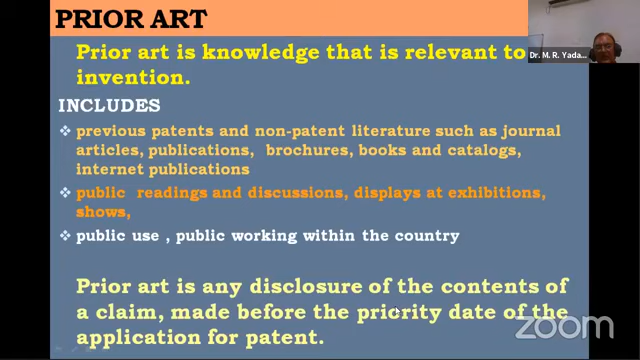 PRIOR ART
Prior art is knowledge that is relevant to
invention.
Dr. M. R. Yada...
INCLUDES
❖ previous patents and non-patent literature such as journal
articles, publications, brochures, books and catalogs,
internet publications
❖ public readings and discussions, displays at exhibitions,
shows,
❖ public use , public working within the country
Prior art is any disclosure of the contents of
a claim, made before the priority date of the
application for patent.
zoom